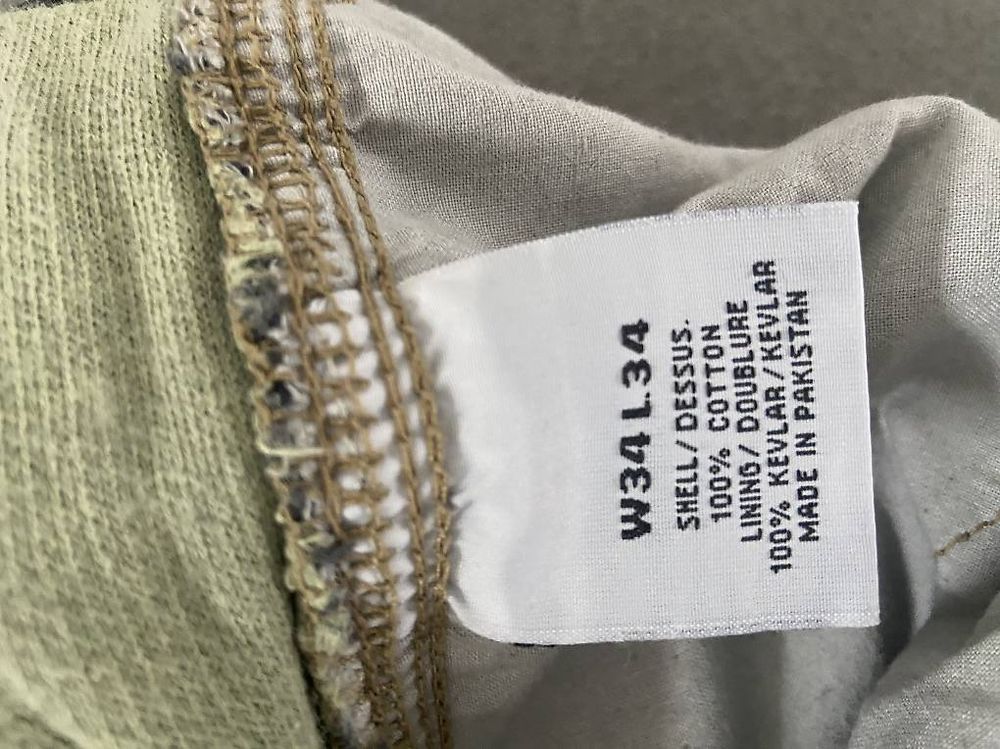 W34 L34
SHELL/ DESSUS.
100% COTTON
LINING/ DOUBLURE
100% KEVLAR/KEVLAR
MADE IN PAKISTAN